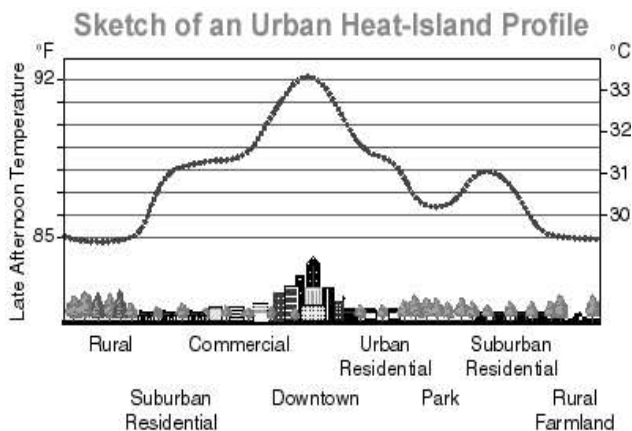 Sketch of an Urban Heat-Island Profile
°F
°C
Late Afternoon Temperature
92
85
33
32
31
30
Rural
Commercial
Urban
Residential
Suburban
Residential
Suburban
Residential
Downtown
Park
Rural
Farmland